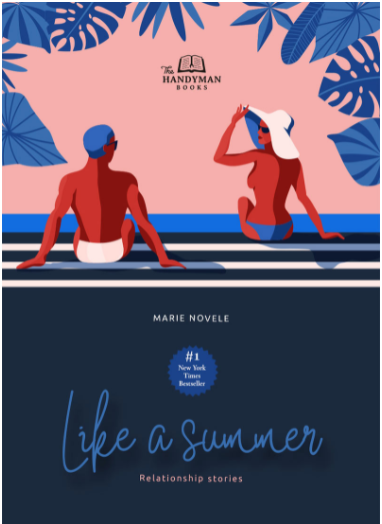 The
HANDYMAN
BOOKS
MARIE NOVELE
#1
New York
Times
Bestseller
Like a summer
Relationship stories